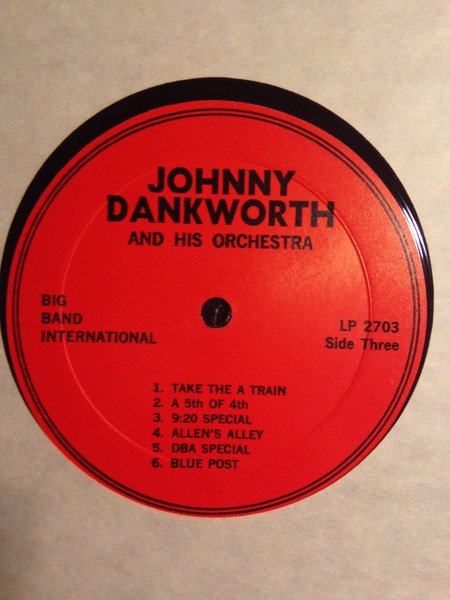 JOHNNY
DANKWORTH
AND HIS ORCHESTRA
BIG
BAND
INTERNATIONAL
LP 2703
Side Three
1. TAKE THE A TRAIN
2. A 5th OF 4th
3. 9:20 SPECIAL
4. ALLEN'S ALLEY
5. DBA SPECIAL
6. BLUE POST